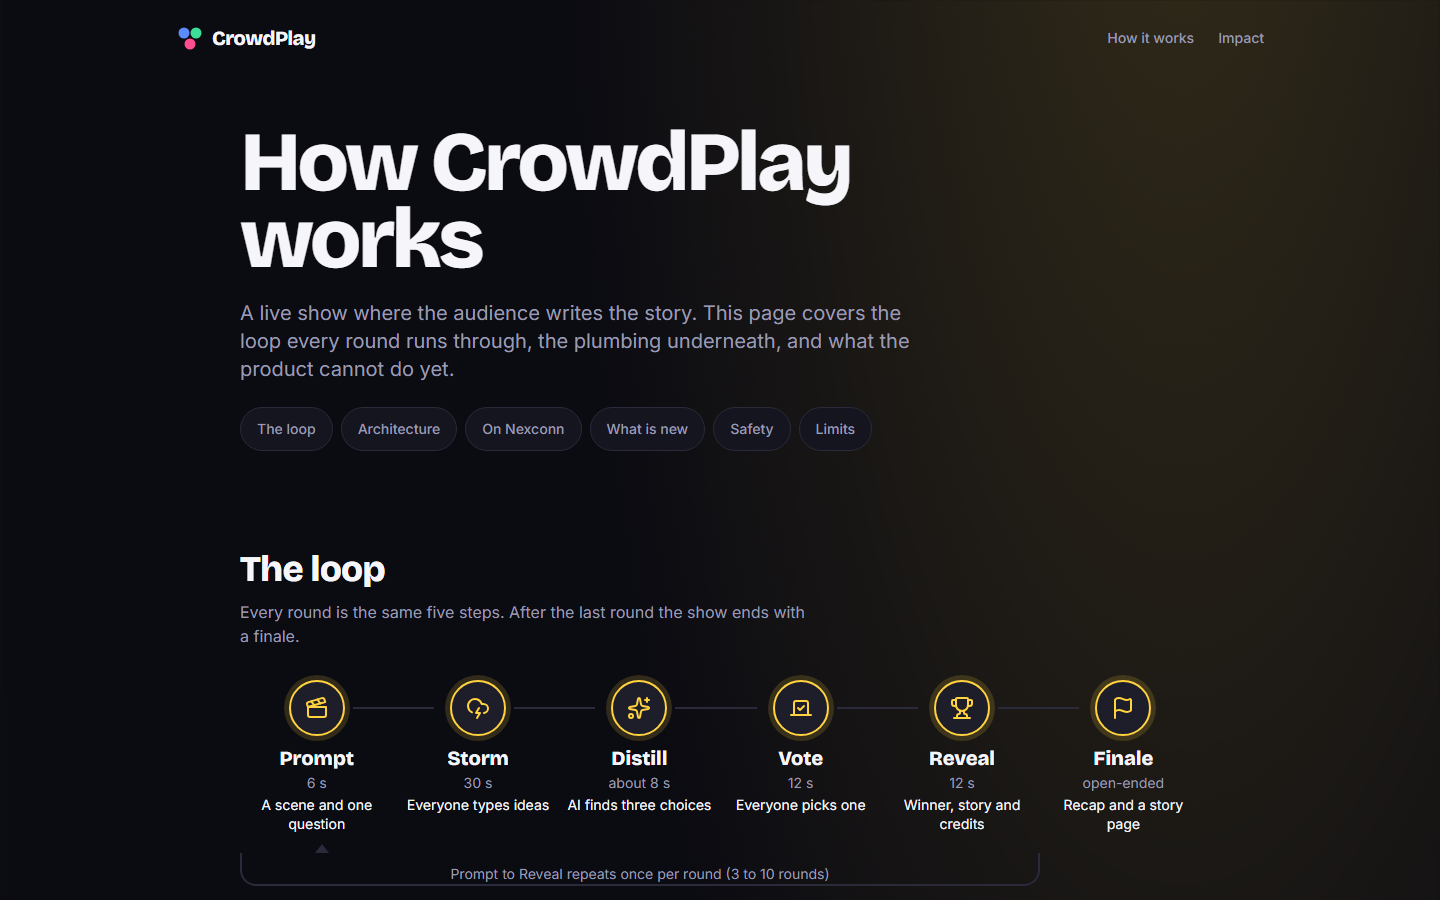 CrowdPlay
How it works
Impact
How CrowdPlay
works
A live show where the audience writes the story. This page covers the
loop every round runs through, the plumbing underneath, and what the
product cannot do yet.
The loop
Architecture
On Nexconn
What is new
Safety
Limits
The loop
Every round is the same five steps. After the last round the show ends with
a finale.
Prompt
6 s
A scene and one
question
Storm
30 s
Everyone types ideas
Distill
about 8 s
AI finds three choices
Vote
12 s
Everyone picks one
Reveal
12 s
Winner, story and
credits
Finale
open-ended
Recap and a story
page
Prompt to Reveal repeats once per round (3 to 10 rounds)